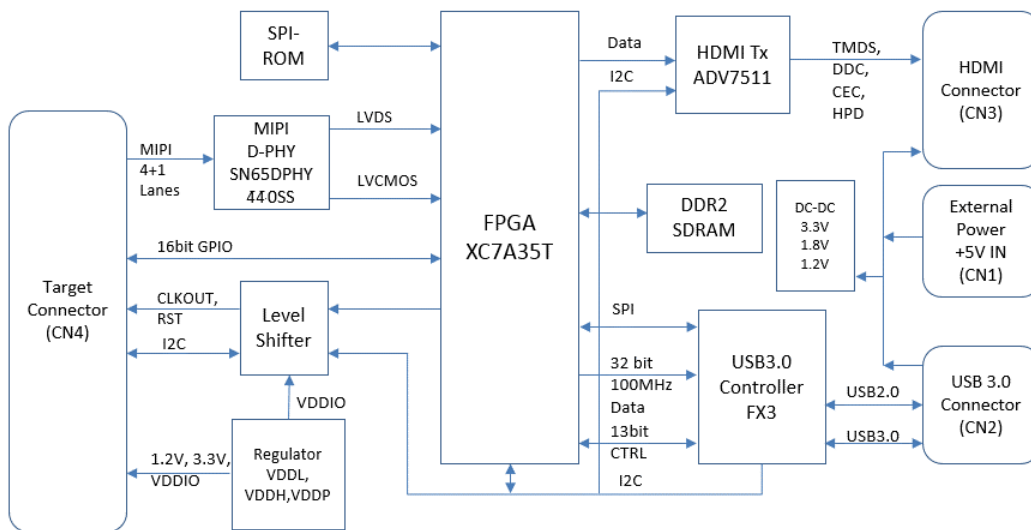 SPI-
ROM
Data
I2C
HDMI Tx
ADV7511
TMDS,
DDC,
CEC,
HPD
HDMI
Connector
(CN3)
MIPI
4+1
Lanes
MIPI
D-PHY
SN65DPHY
440SS
LVDS
LVCMOS
FPGA
XC7A35T
DDR2
SDRAM
DC-DC
3.3V
1.8V
1.2V
External
Power
+5V IN
(CN1)
16bit GPIO
Target
Connector
(CN4)
CLKOUT,
RST
I2C
Level
Shifter
VDDIO
1.2V, 3.3V,
VDDIO
Regulator
VDDL,
VDDH,VDDP
SPI
32 bit
100MHz
Data
13bit
CTRL
I2C
USB3.0
Controller
FX3
USB2.0
USB3.0
USB 3.0
Connector
(CN2)